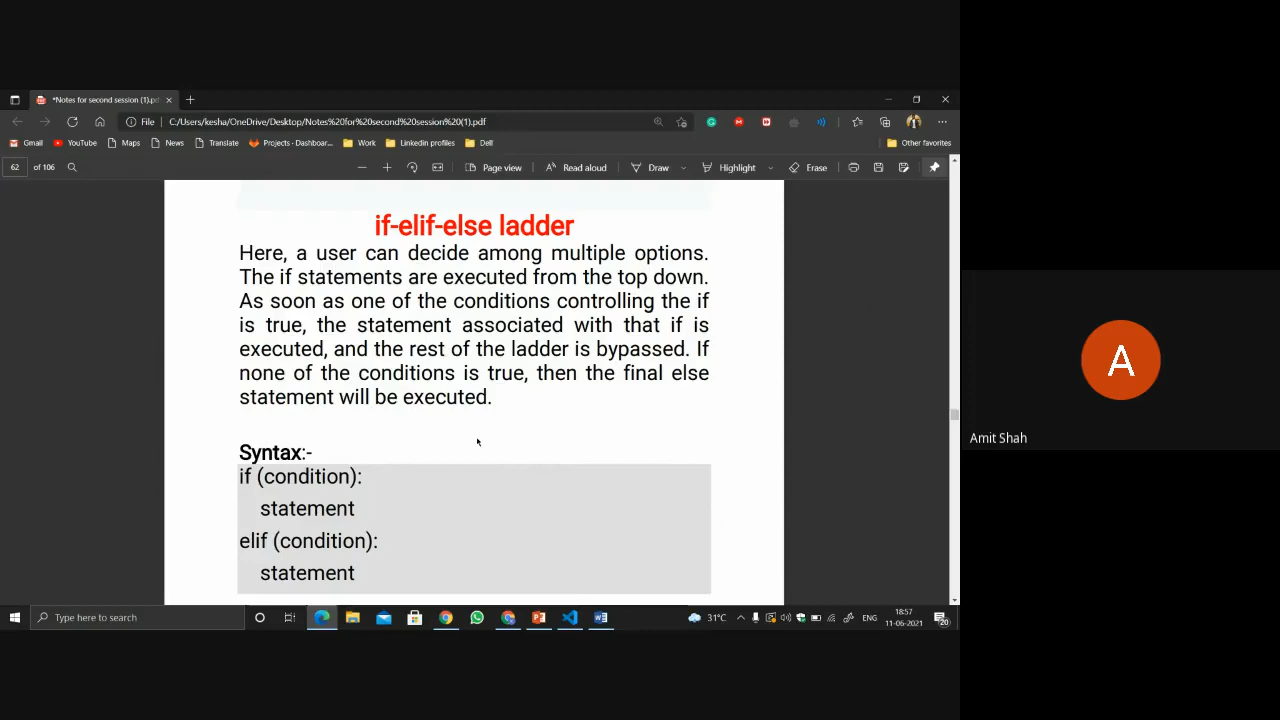 *Notes for second session (1).pd
File C:/Users/kesha/OneDrive/Desktop/Notes%20for%20second%20session%20(1).pdf
Gmail YouTube Maps News Translate Projects · Dashboar... Work Linkedin profiles Dell Other favorites
62 of 106 Page view Read aloud Draw Highlight Erase
if-elif-else ladder
Here, a user can decide among multiple options.
The if statements are executed from the top down.
As soon as one of the conditions controlling the if
is true, the statement associated with that if is
executed, and the rest of the ladder is bypassed. If
none of the conditions is true, then the final else
statement will be executed.
Syntax:-
if (condition):
statement
elif (condition):
statement
A
Amit Shah
Type here to search 31°C ENG 18:57
11-06-2021 20